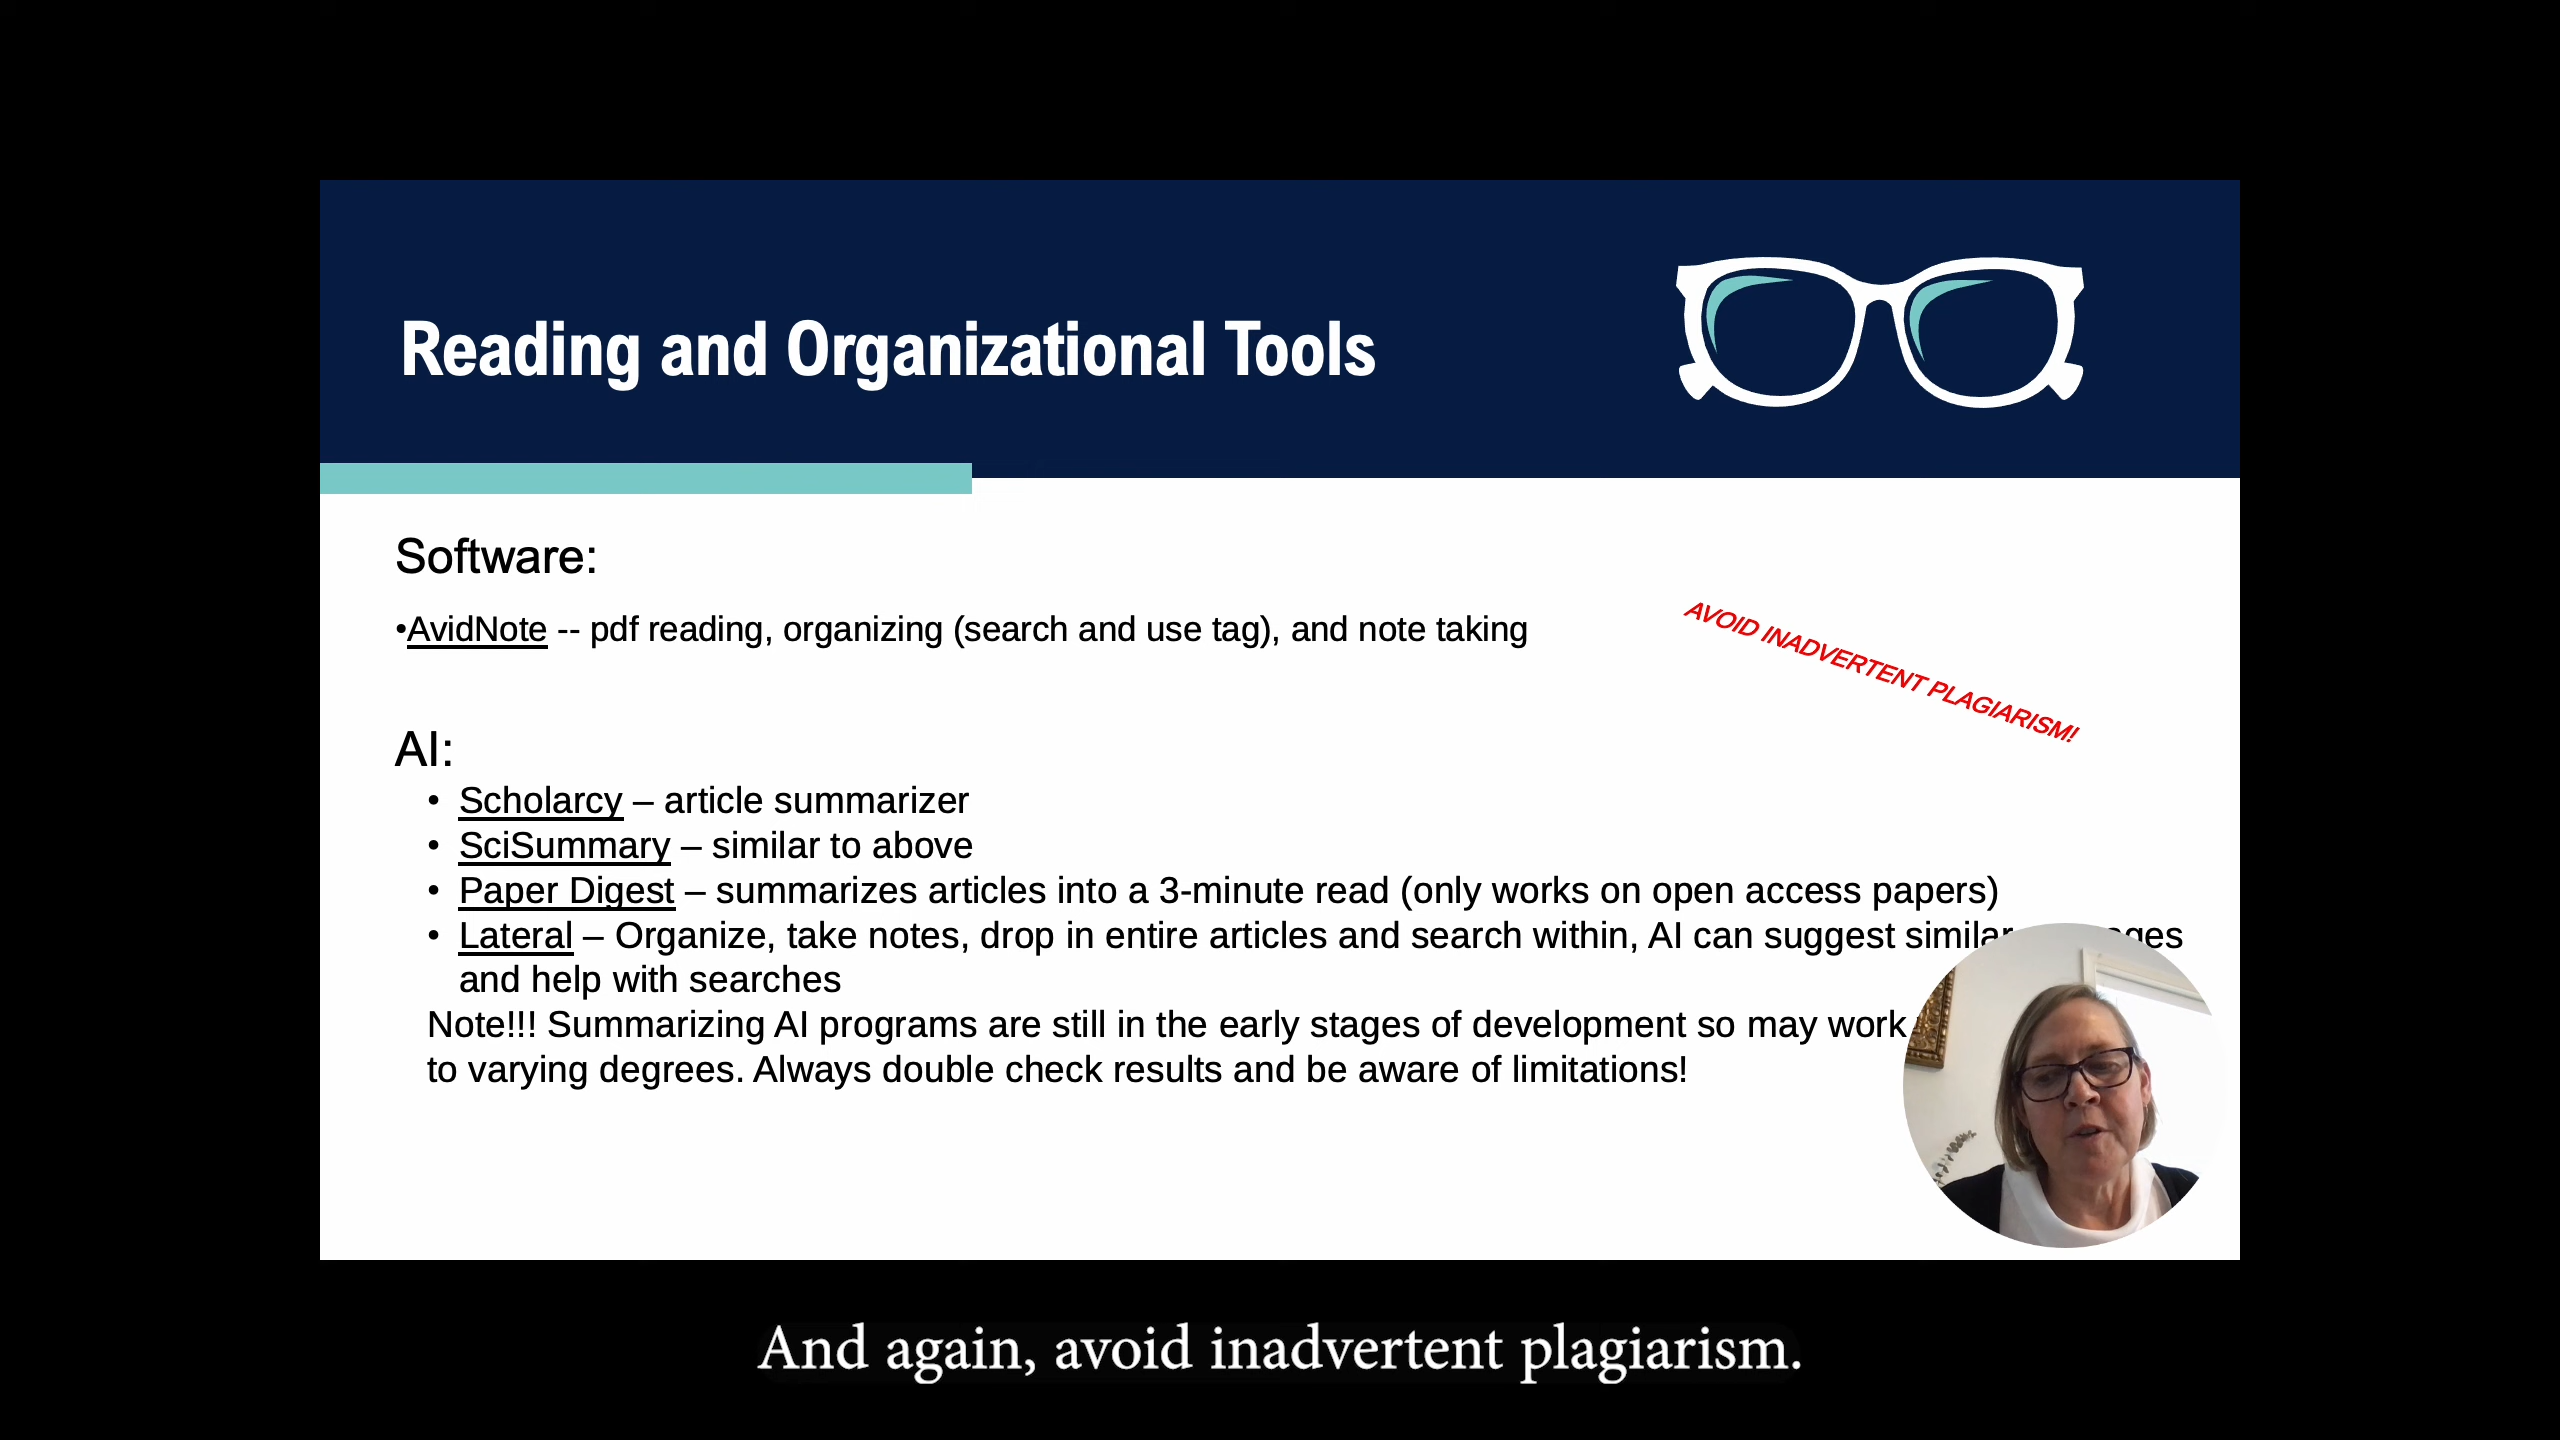 Reading and Organizational Tools
Software:
•AvidNote -- pdf reading, organizing (search and use tag), and note taking
AVOID INADVERTENT PLAGIARISM!
AI:
• Scholarcy – article summarizer
• SciSummary – similar to above
• Paper Digest – summarizes articles into a 3-minute read (only works on open access papers)
• Lateral – Organize, take notes, drop in entire articles and search within, AI can suggest similar
and help with searches
Note!!! Summarizing AI programs are still in the early stages of development so may work
to varying degrees. Always double check results and be aware of limitations!
And again, avoid inadvertent plagiarism.